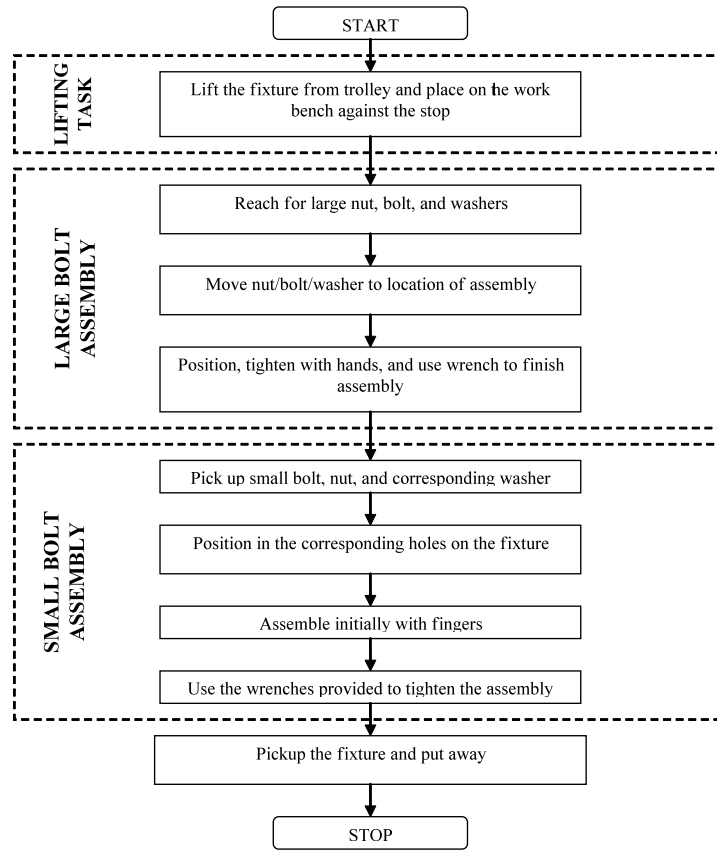 START
LIFTING
TASK
Lift the fixture from trolley and place on the work
bench against the stop
LARGE BOLT
ASSEMBLY
Reach for large nut, bolt, and washers
Move nut/bolt/washer to location of assembly
Position, tighten with hands, and use wrench to finish
assembly
SMALL BOLT
ASSEMBLY
Pick up small bolt, nut, and corresponding washer
Position in the corresponding holes on the fixture
Assemble initially with fingers
Use the wrenches provided to tighten the assembly
Pickup the fixture and put away
STOP